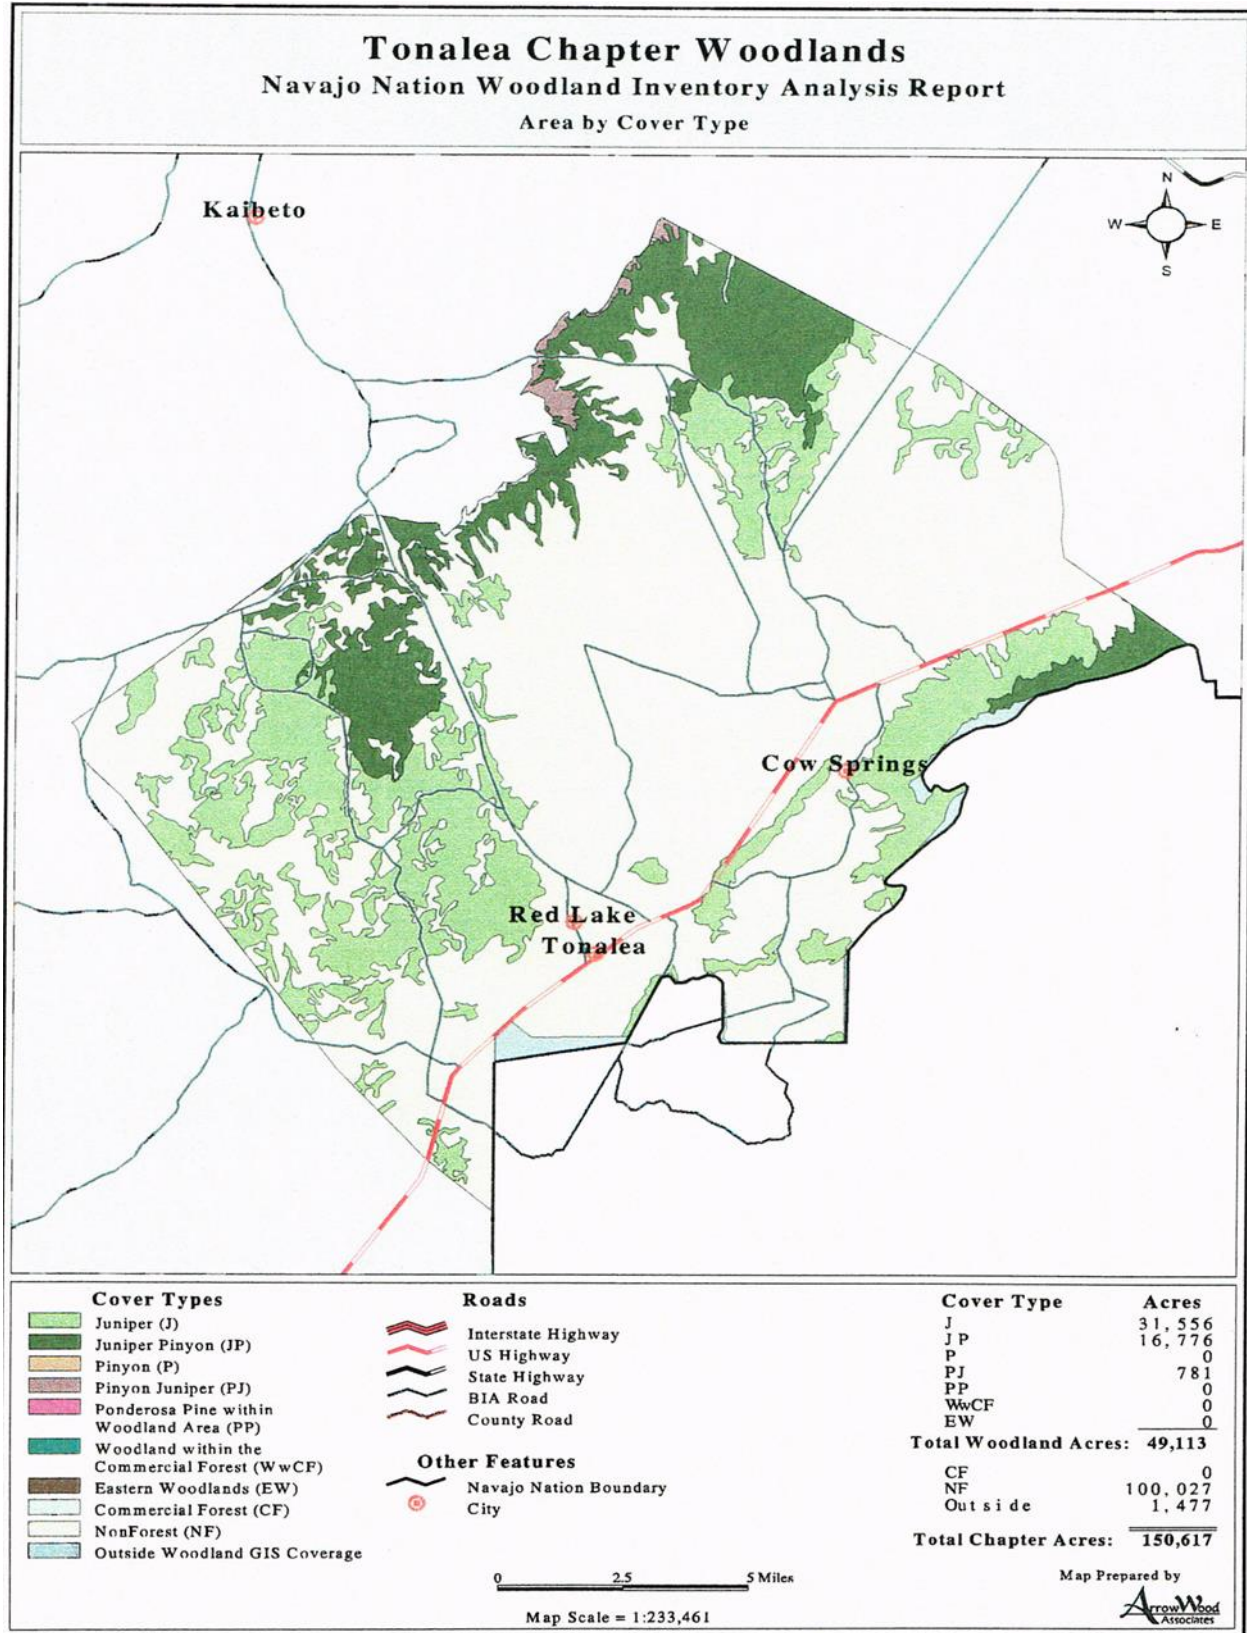 Tonalea Chapter Woodlands
Navajo Nation Woodland Inventory Analysis Report
Area by Cover Type
Kaibeto
N
W E
S
Cow Springs
Red Lake
Tonalea
Cover Types
Juniper (J)
Juniper Pinyon (JP)
Pinyon (P)
Pinyon Juniper (PJ)
Ponderosa Pine within
Woodland Area (PP)
Woodland within the
Commercial Forest (WwCF)
Eastern Woodlands (EW)
Commercial Forest (CF)
NonForest (NF)
Outside Woodland GIS Coverage
Roads
Interstate Highway
US Highway
State Highway
BIA Road
County Road
Other Features
Navajo Nation Boundary
City
0 2.5 5 Miles
Map Scale = 1:233,461
Cover Type Acres
J 31,556
JP 16,776
P 0
PJ 781
PP 0
WwCF 0
EW 0
Total Woodland Acres: 49,113
CF 0
NF 100,027
Outside 1,477
Total Chapter Acres: 150,617
Map Prepared by
ArrowWood
Associates